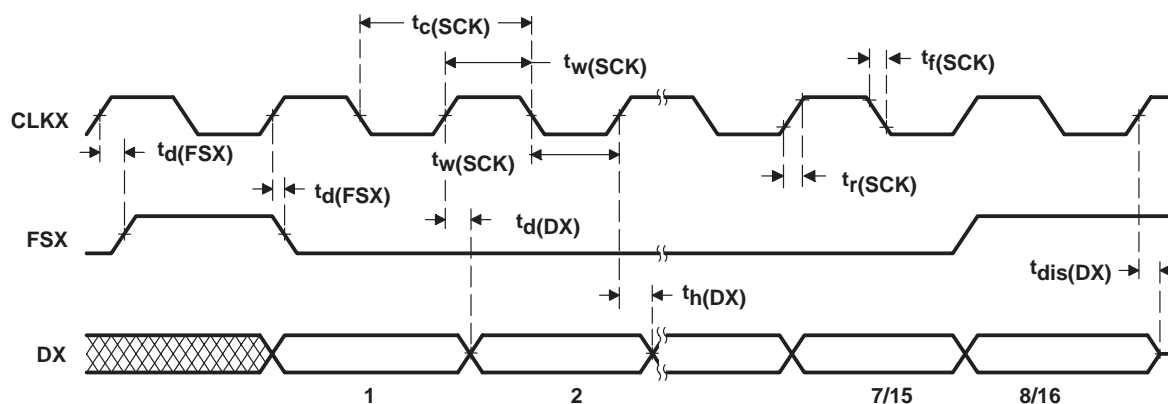 tc(SCK)
tw(SCK)
tf(SCK)
CLKX
td(FSX)
tw(SCK)
tr(SCK)
td(FSX)
td(DX)
FSX
tdis(DX)
th(DX)
DX
1
2
7/15
8/16